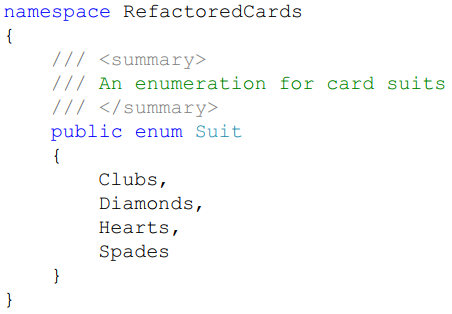 namespace RefactoredCards
{
    /// <summary>
    /// An enumeration for card suits
    /// </summary>
    public enum Suit
    {
        Clubs,
        Diamonds,
        Hearts,
        Spades
    }
}